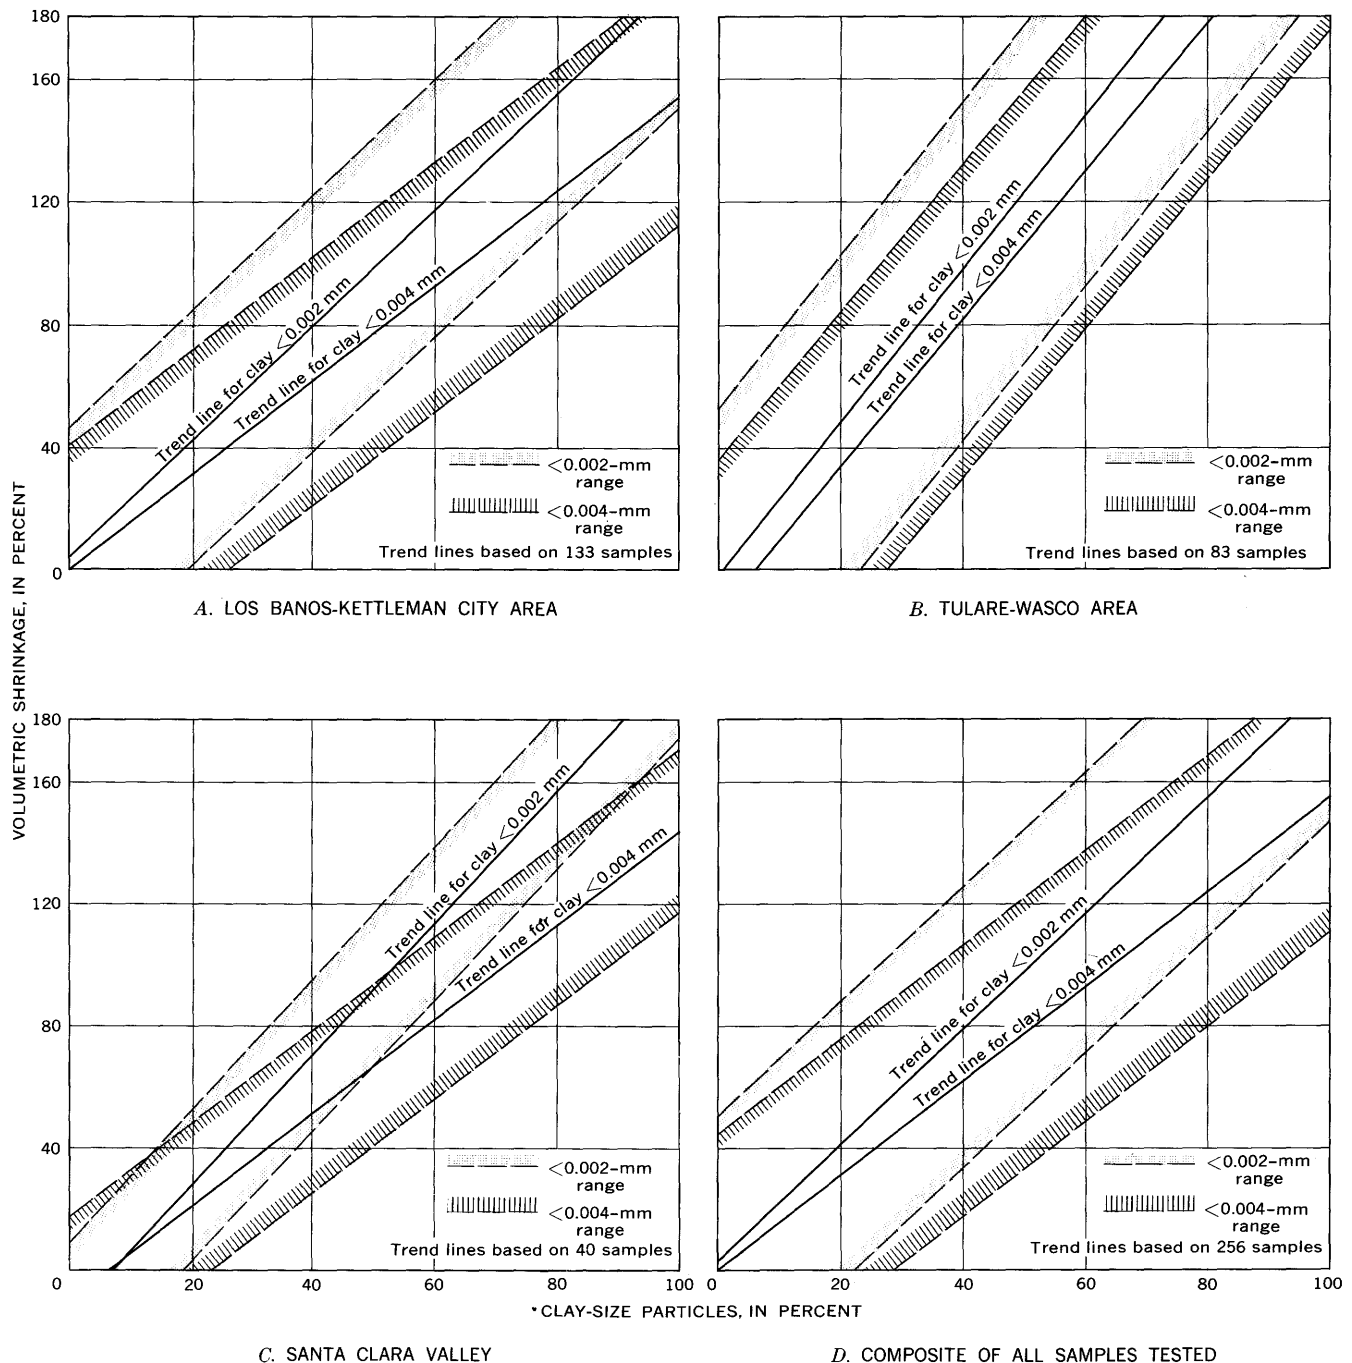 VOLUMETRIC SHRINKAGE, IN PERCENT
180
160
120
80
40
0
Trend line for clay <0.002 mm
Trend line for clay <0.004 mm
<0.002-mm
range
<0.004-mm
range
Trend lines based on 133 samples
A. LOS BANOS-KETTLEMAN CITY AREA
Trend line for clay <0.002 mm
Trend line for clay <0.004 mm
<0.002-mm
range
<0.004-mm
range
Trend lines based on 83 samples
B. TULARE-WASCO AREA
180
160
120
80
40
Trend line for clay <0.002 mm
Trend line for clay <0.004 mm
<0.002-mm
range
<0.004-mm
range
Trend lines based on 40 samples
0 20 40 60 80 100
Trend line for clay <0.002 mm
Trend line for clay <0.004 mm
<0.002-mm
range
<0.004-mm
range
Trend lines based on 256 samples
0 20 40 60 80 100
CLAY-SIZE PARTICLES, IN PERCENT
C. SANTA CLARA VALLEY
D. COMPOSITE OF ALL SAMPLES TESTED